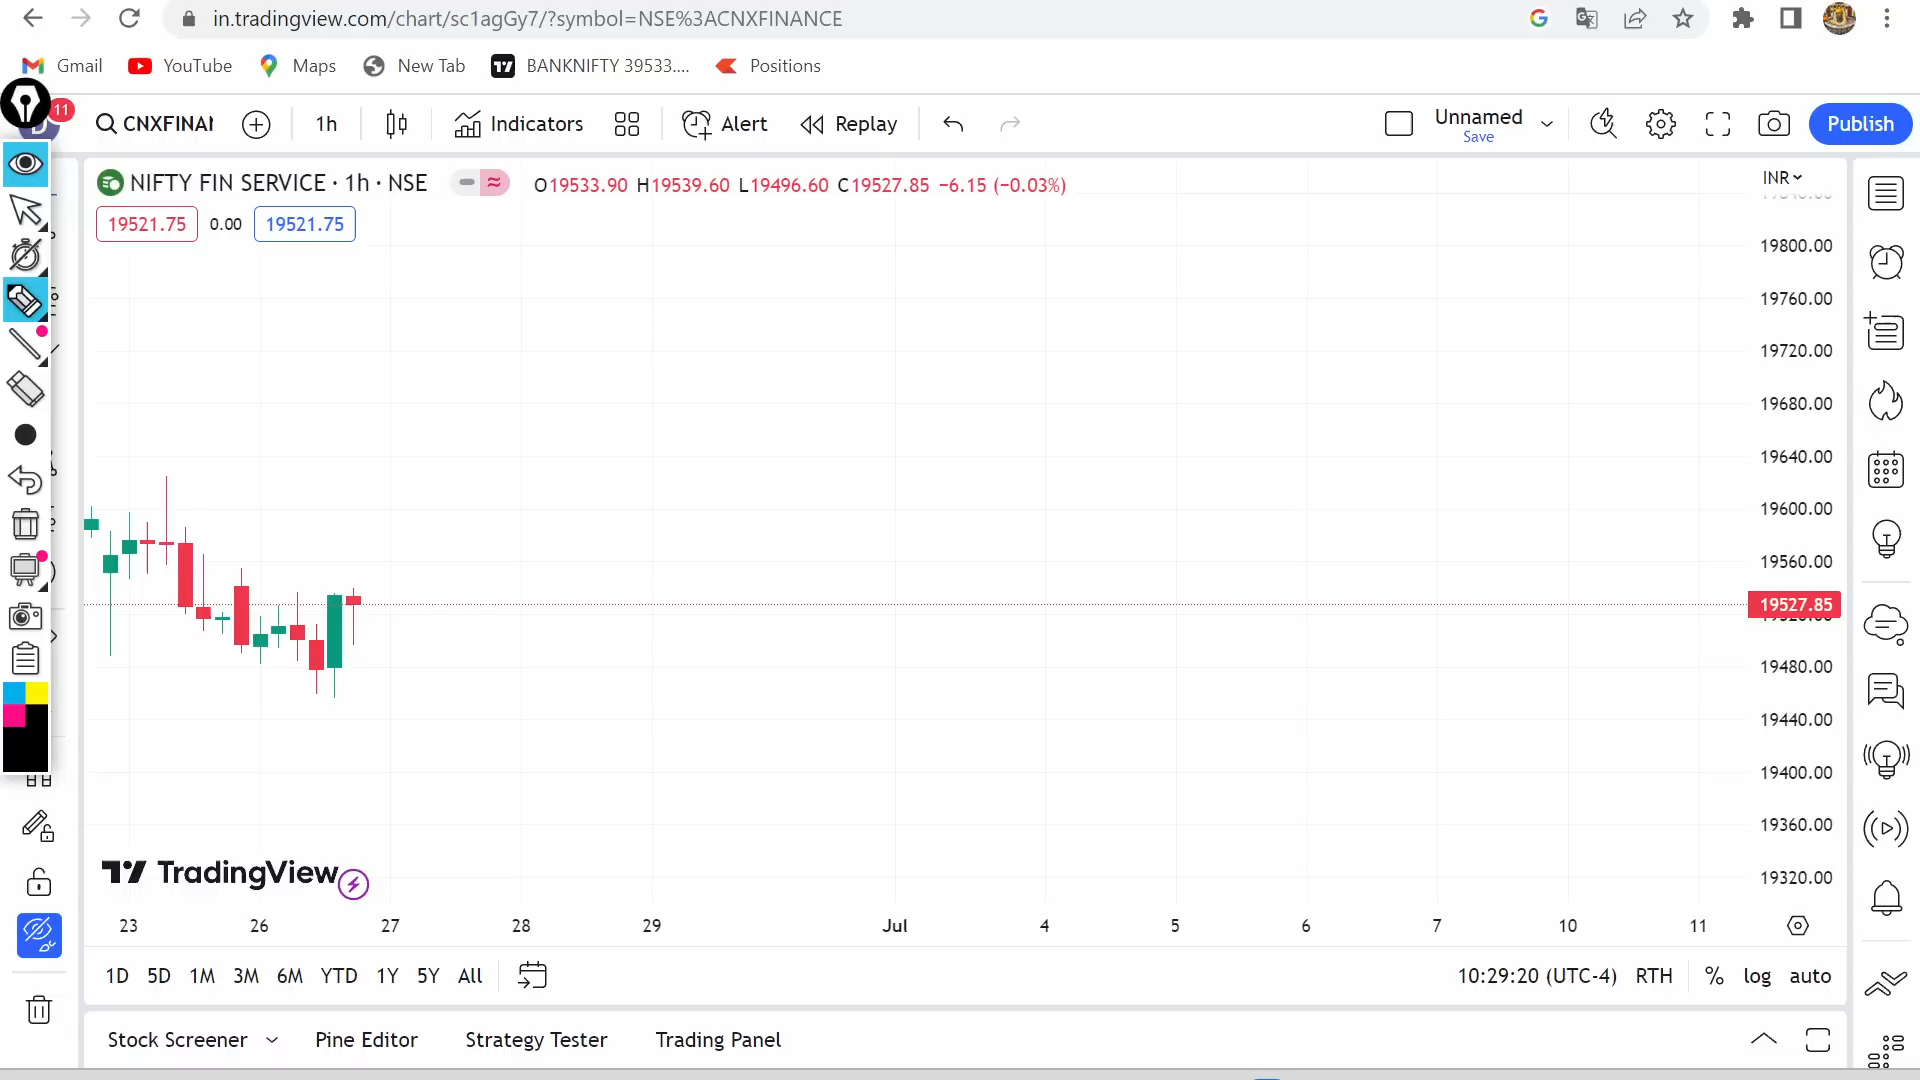 in.tradingview.com/chart/sc1agGy7/?symbol=NSE%3ACNXFINANCE
Gmail YouTube Maps New Tab BANKNIFTY 39533.... Positions
11 CNXFINAI 1h Indicators Alert Replay Unnamed Save Publish
NIFTY FIN SERVICE · 1h · NSE O19533.90 H19539.60 L19496.60 C19527.85 −6.15 (−0.03%) INR
19521.75 0.00 19521.75
19800.00
19760.00
19720.00
19680.00
19640.00
19600.00
19560.00
19527.85
19480.00
19440.00
19400.00
19360.00
19320.00
TradingView
23 26 27 28 29 Jul 4 5 6 7 10 11
1D 5D 1M 3M 6M YTD 1Y 5Y All 10:29:20 (UTC-4) RTH % log auto
Stock Screener Pine Editor Strategy Tester Trading Panel